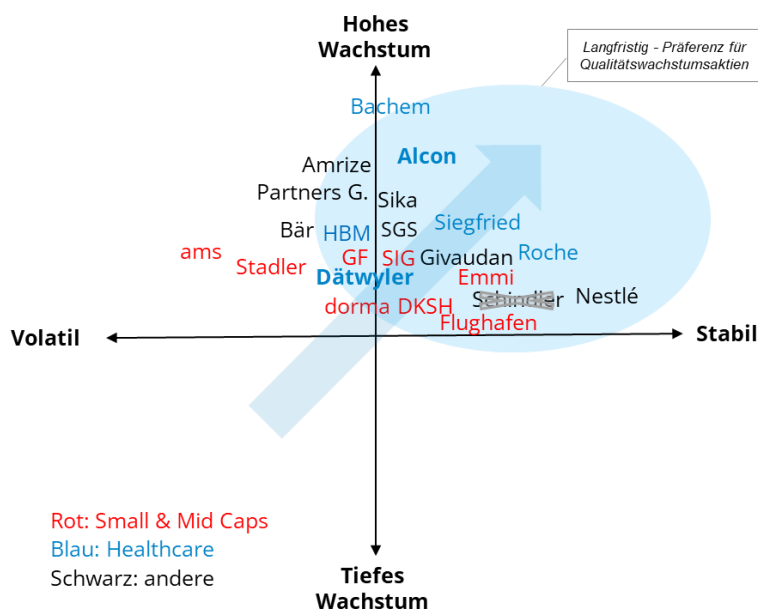 Hohes
Wachstum
Langfristig - Präferenz für
Qualitätswachstumsaktien
Bachem
Alcon
Amrize
Partners G.
Sika
Bär
HBM
SGS
Siegfried
ams
Stadler
GF
SIG
Givaudan
Roche
Dätwyler
Emmi
dorma
DKSH
Schindler
Nestlé
Flughafen
Volatil
Stabil
Rot: Small & Mid Caps
Blau: Healthcare
Schwarz: andere
Tiefes
Wachstum